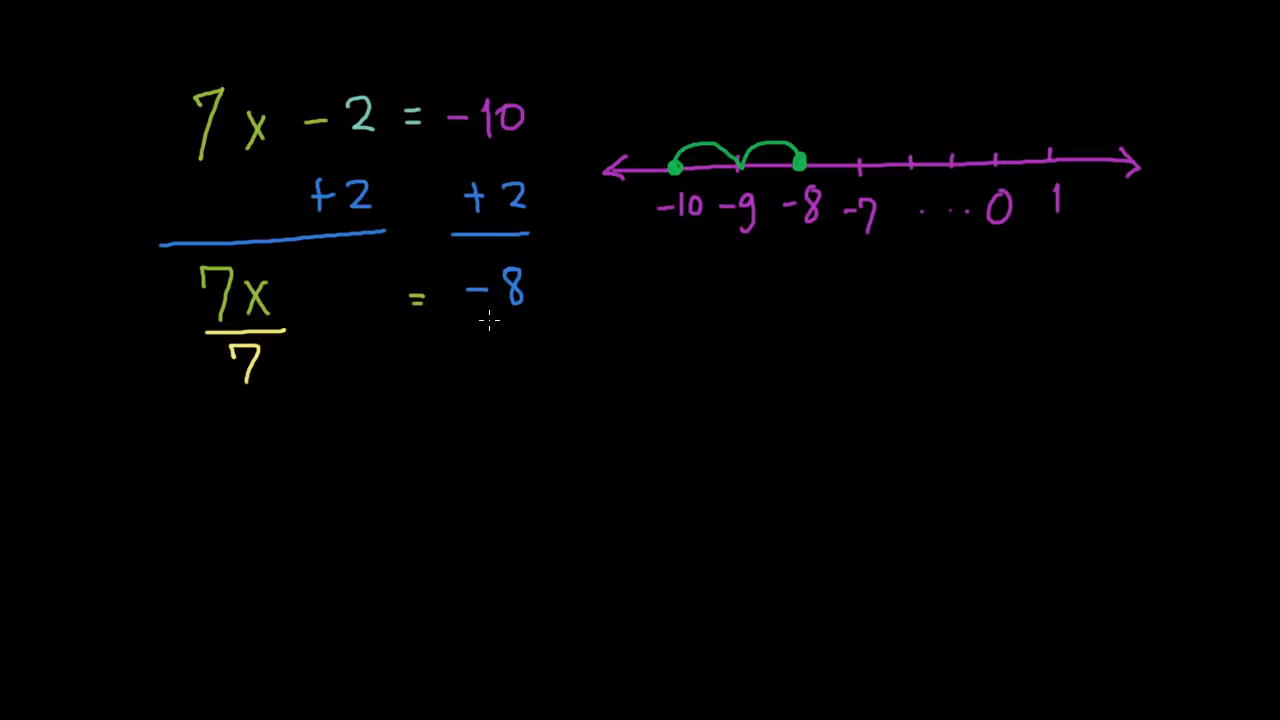 7x - 2 = -10
+2 +2
7x = -8
7
-10 -9 -8 -7 ... 0 1